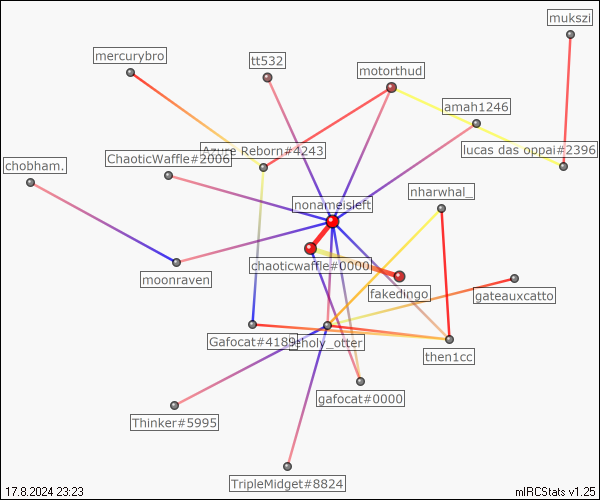 mukszi
mercurybro
tt532
motorthud
amah1246
Azure Reborn#4243
lucas das oppai#2396
ChaoticWaffle#2006
chobham.
nharwhal_
nonameisleft
chaoticwaffle#0000
moonraven
fakedingo
gateauxcatto
Gafocat#4189
holy_otter
then1cc
gafocat#0000
Thinker#5995
TripleMidget#8824
17.8.2024 23:23
mIRCStats v1.25